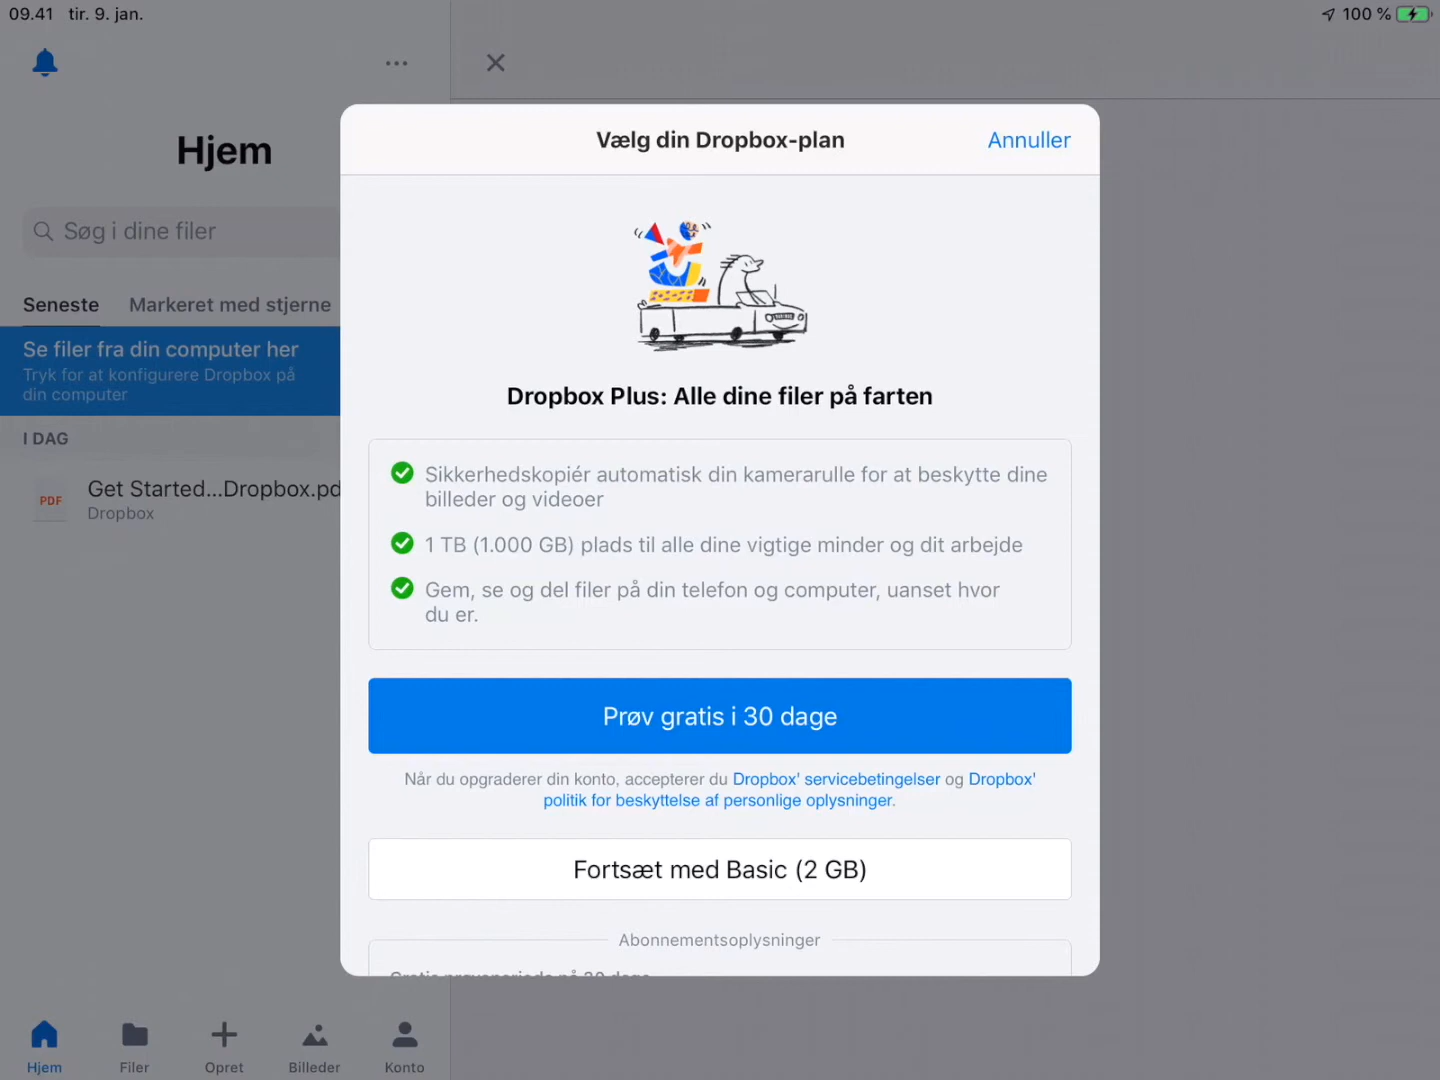 09.41 tir. 9. jan.
100 %
Hjem
Søg i dine filer
Seneste Markeret med stjerne
Se filer fra din computer her
Tryk for at konfigurere Dropbox på
din computer
I DAG
PDF
Get Started...Dropbox.pd
Dropbox
Vælg din Dropbox-plan
Annuller
Dropbox Plus: Alle dine filer på farten
Sikkerhedskopiér automatisk din kamerarulle for at beskytte dine
billeder og videoer
1 TB (1.000 GB) plads til alle dine vigtige minder og dit arbejde
Gem, se og del filer på din telefon og computer, uanset hvor
du er.
Prøv gratis i 30 dage
Når du opgraderer din konto, accepterer du Dropbox' servicebetingelser og Dropbox'
politik for beskyttelse af personlige oplysninger.
Fortsæt med Basic (2 GB)
Abonnementsoplysninger
Gratis prøveperiode på 30 dage
Hjem
Filer
Opret
Billeder
Konto